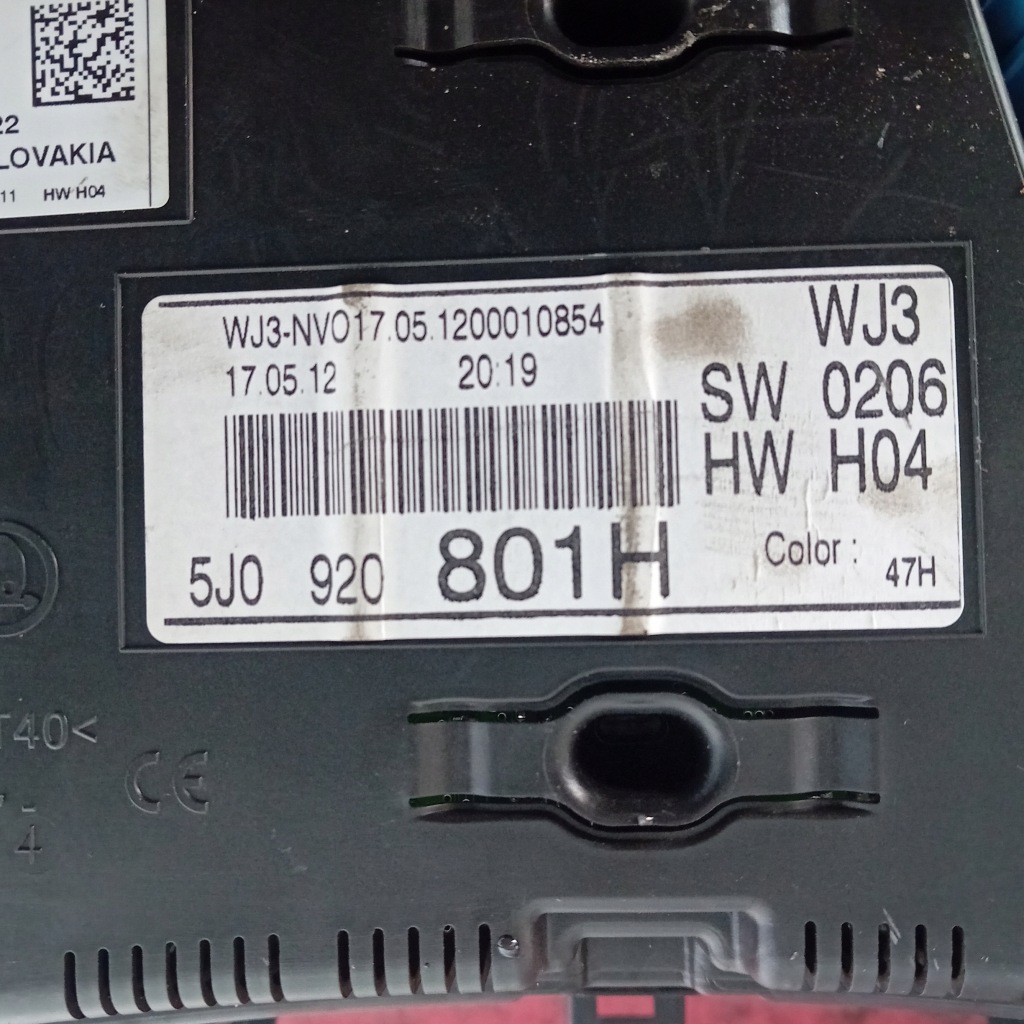 22
LOVAKIA
11 HW H04
WJ3-NVO17.05.1200010854
17.05.12 20:19
WJ3
SW 0206
HW H04
5J0 920 801H
Color : 47H
T40<
CE
4